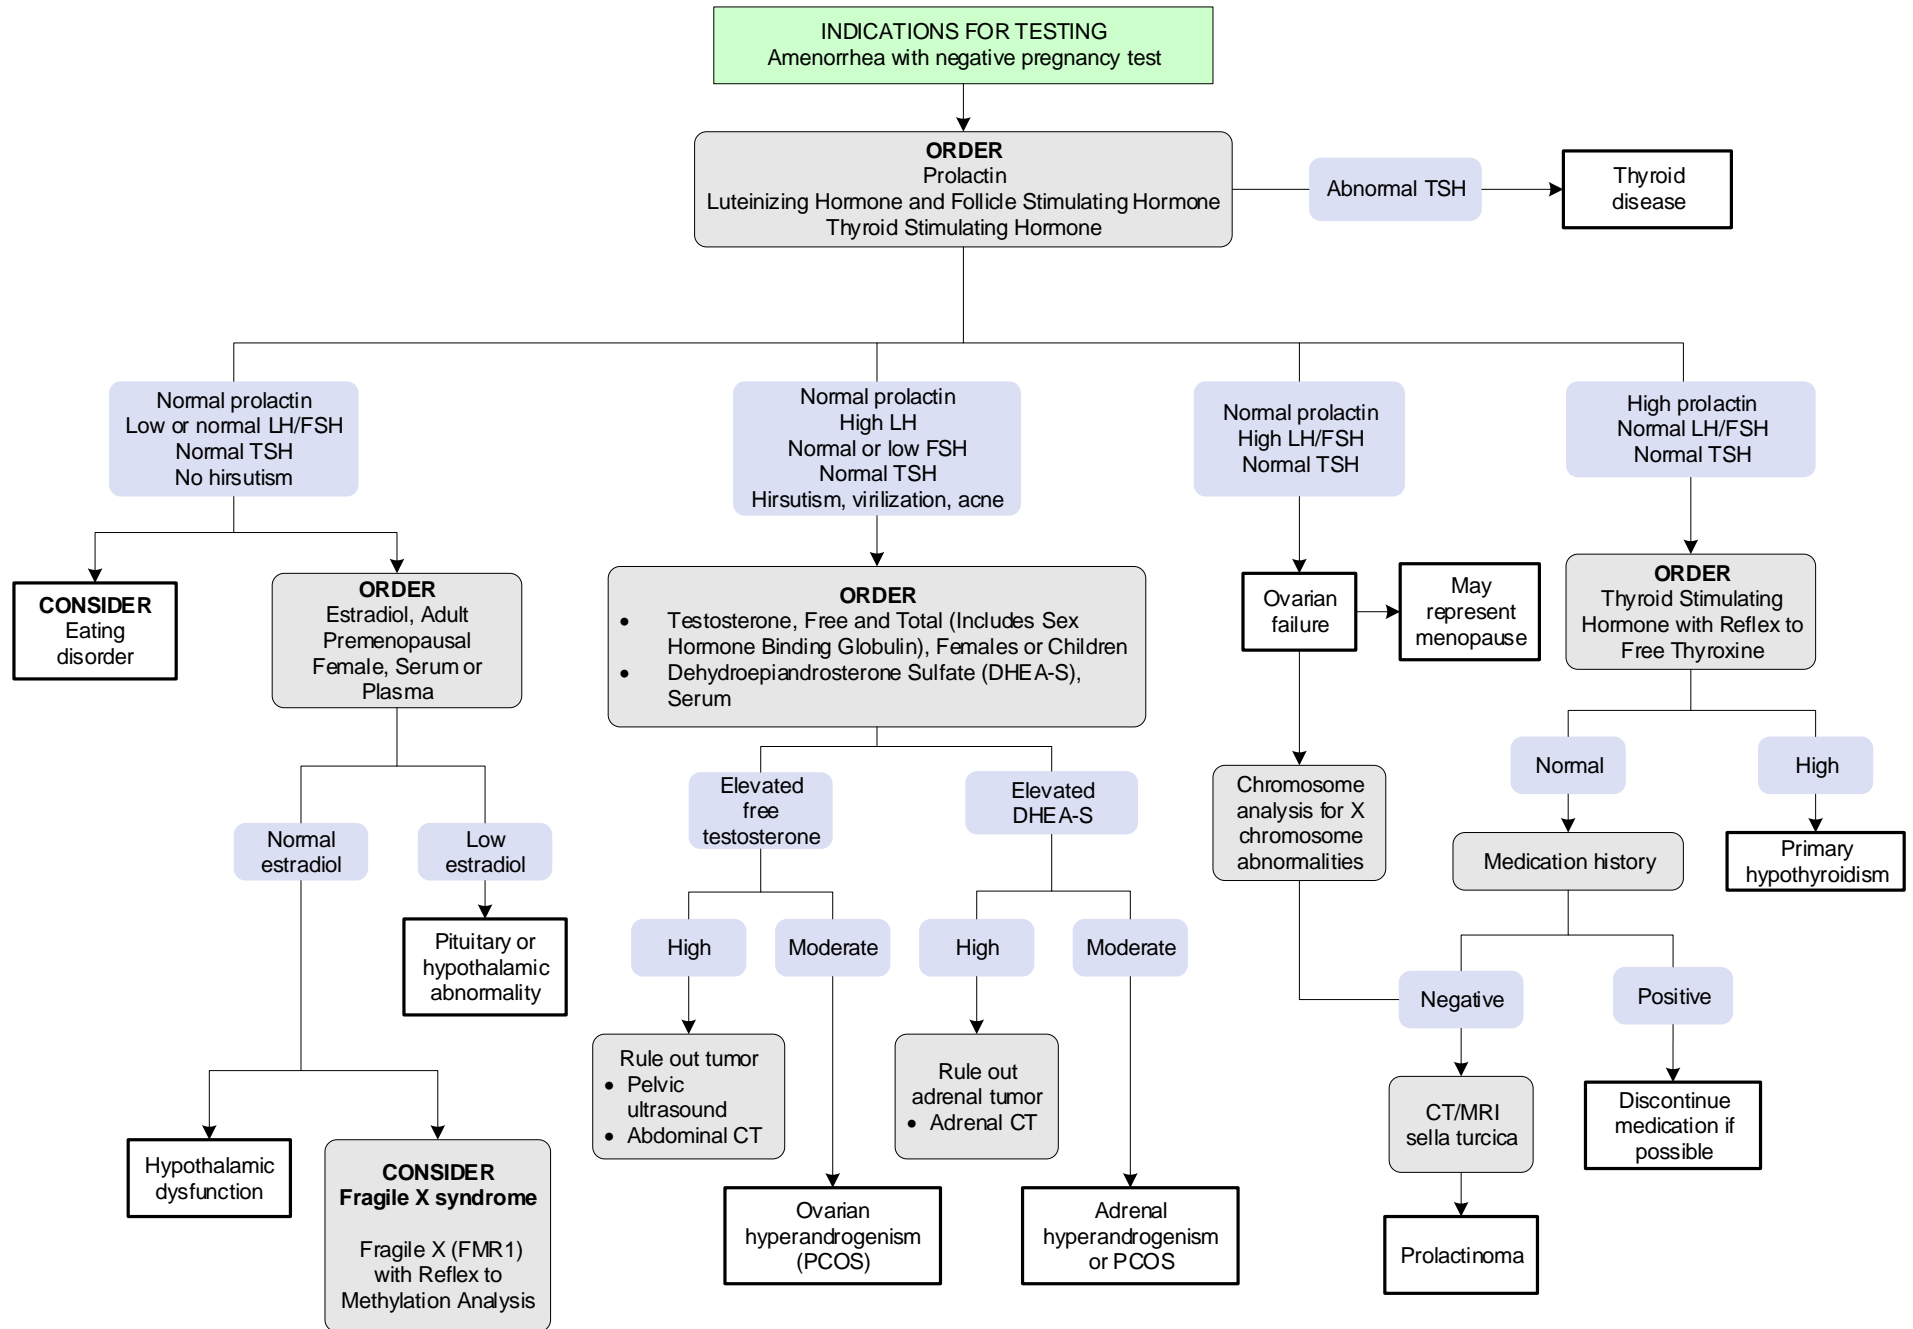 INDICATIONS FOR TESTING
Amenorrhea with negative pregnancy test
ORDER
Prolactin
Luteinizing Hormone and Follicle Stimulating Hormone
Thyroid Stimulating Hormone
Abnormal TSH
Thyroid
disease
Normal prolactin
Low or normal LH/FSH
Normal TSH
No hirsutism
Normal prolactin
High LH
Normal or low FSH
Normal TSH
Hirsutism, virilization, acne
Normal prolactin
High LH/FSH
Normal TSH
High prolactin
Normal LH/FSH
Normal TSH
CONSIDER
Eating
disorder
ORDER
Estradiol, Adult
Premenopausal
Female, Serum or
Plasma
ORDER
• Testosterone, Free and Total (Includes Sex
Hormone Binding Globulin), Females or Children
• Dehydroepiandrosterone Sulfate (DHEA-S),
Serum
Ovarian
failure
May
represent
menopause
ORDER
Thyroid Stimulating
Hormone with Reflex to
Free Thyroxine
Normal
estradiol
Low
estradiol
Elevated
free
testosterone
Elevated
DHEA-S
Chromosome
analysis for X
chromosome
abnormalities
Normal
High
Medication history
Primary
hypothyroidism
Pituitary or
hypothalamic
abnormality
High
Moderate
High
Moderate
Negative
Positive
Rule out tumor
• Pelvic
ultrasound
• Abdominal CT
Rule out
adrenal tumor
• Adrenal CT
CT/MRI
sella turcica
Discontinue
medication if
possible
Hypothalamic
dysfunction
CONSIDER
Fragile X syndrome
Fragile X (FMR1)
with Reflex to
Methylation Analysis
Ovarian
hyperandrogenism
(PCOS)
Adrenal
hyperandrogenism
or PCOS
Prolactinoma